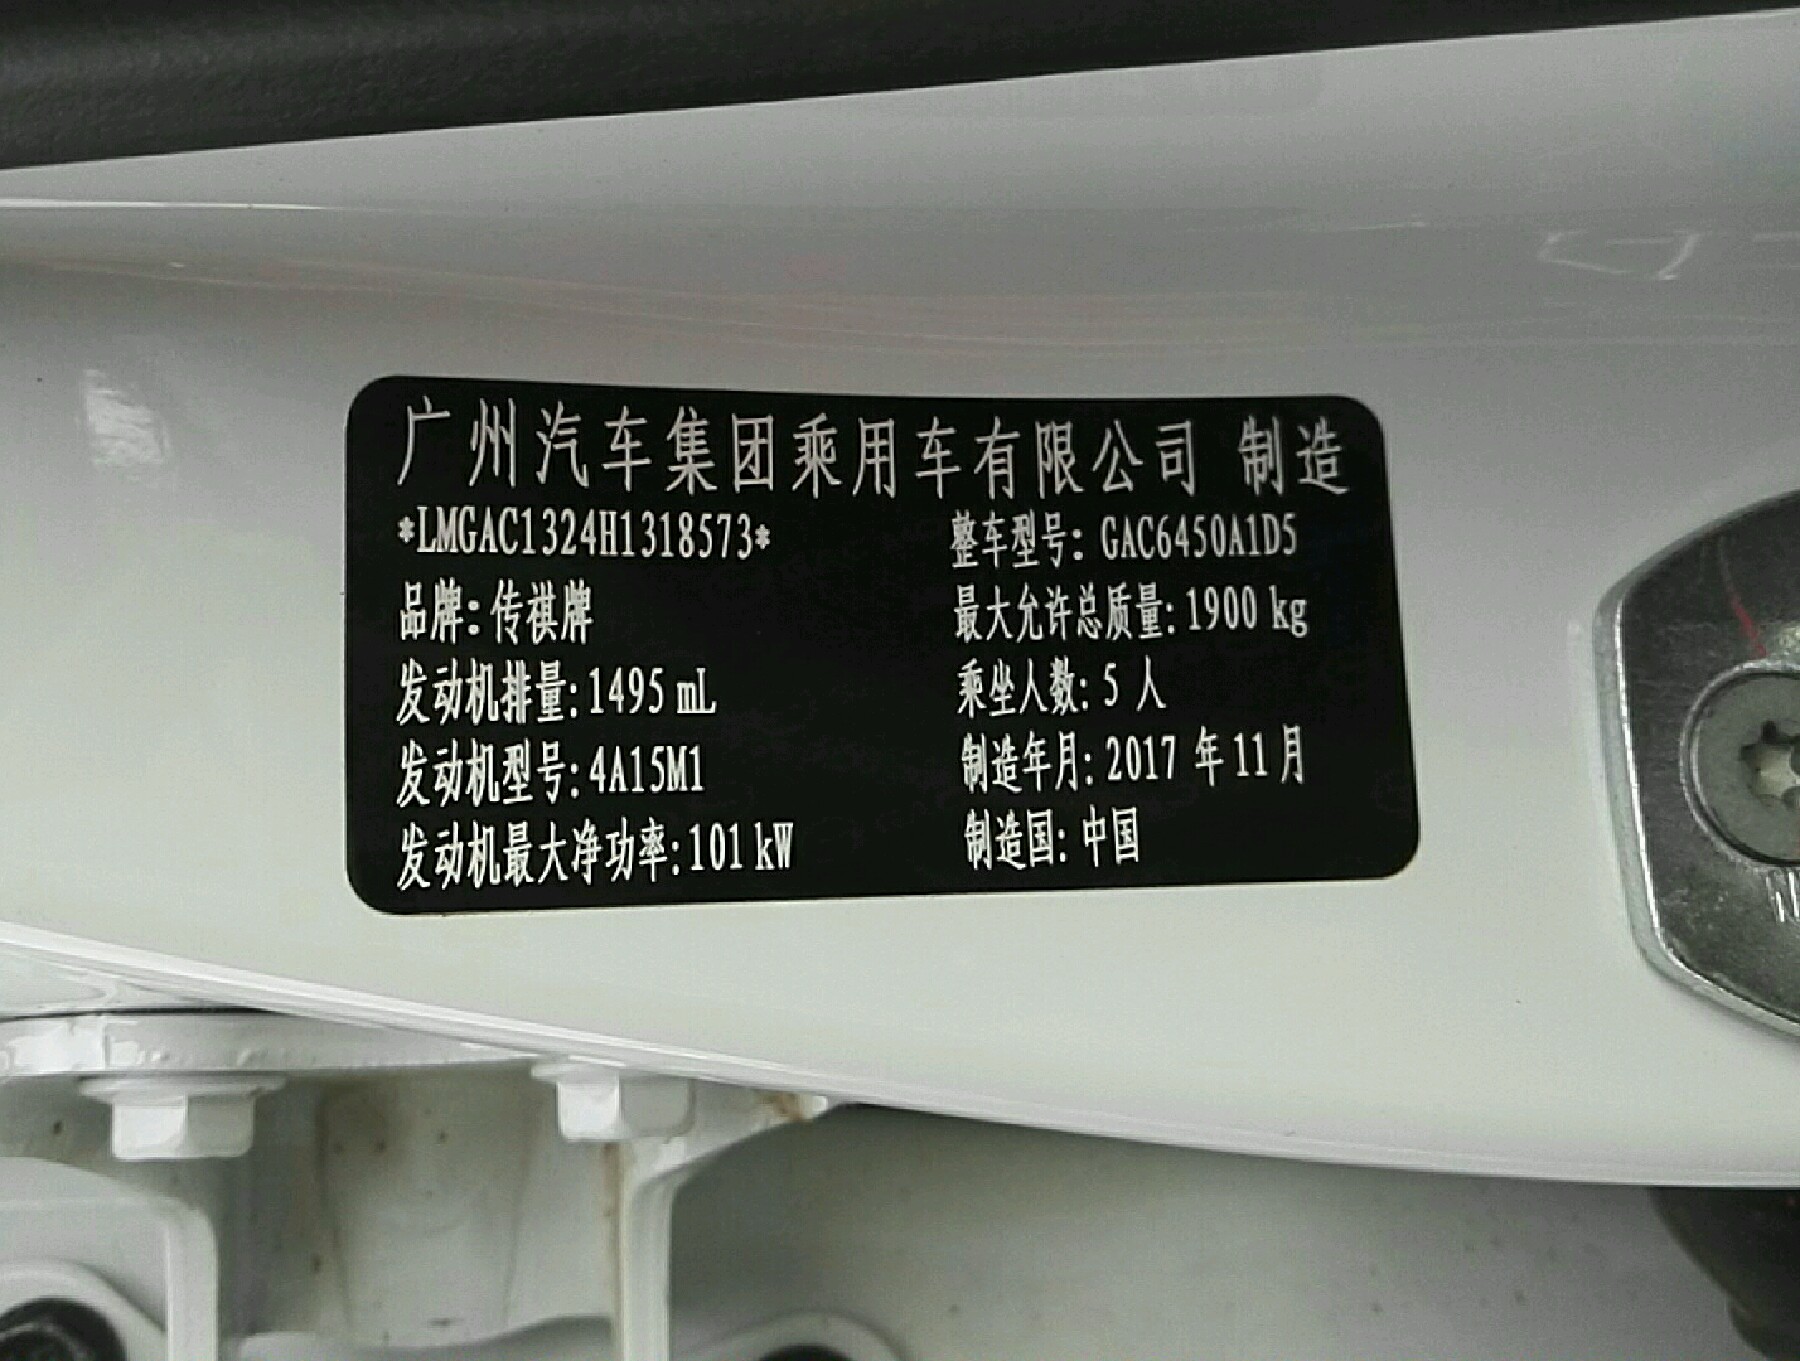 广州汽车集团乘用车有限公司 制造
*LMGAC1324H1318573*
整车型号: GAC6450A1D5
品牌: 传祺牌
最大允许总质量: 1900 kg
发动机排量: 1495 mL
乘坐人数: 5 人
发动机型号: 4A15M1
制造年月: 2017 年 11 月
发动机最大净功率: 101 kW
制造国: 中国